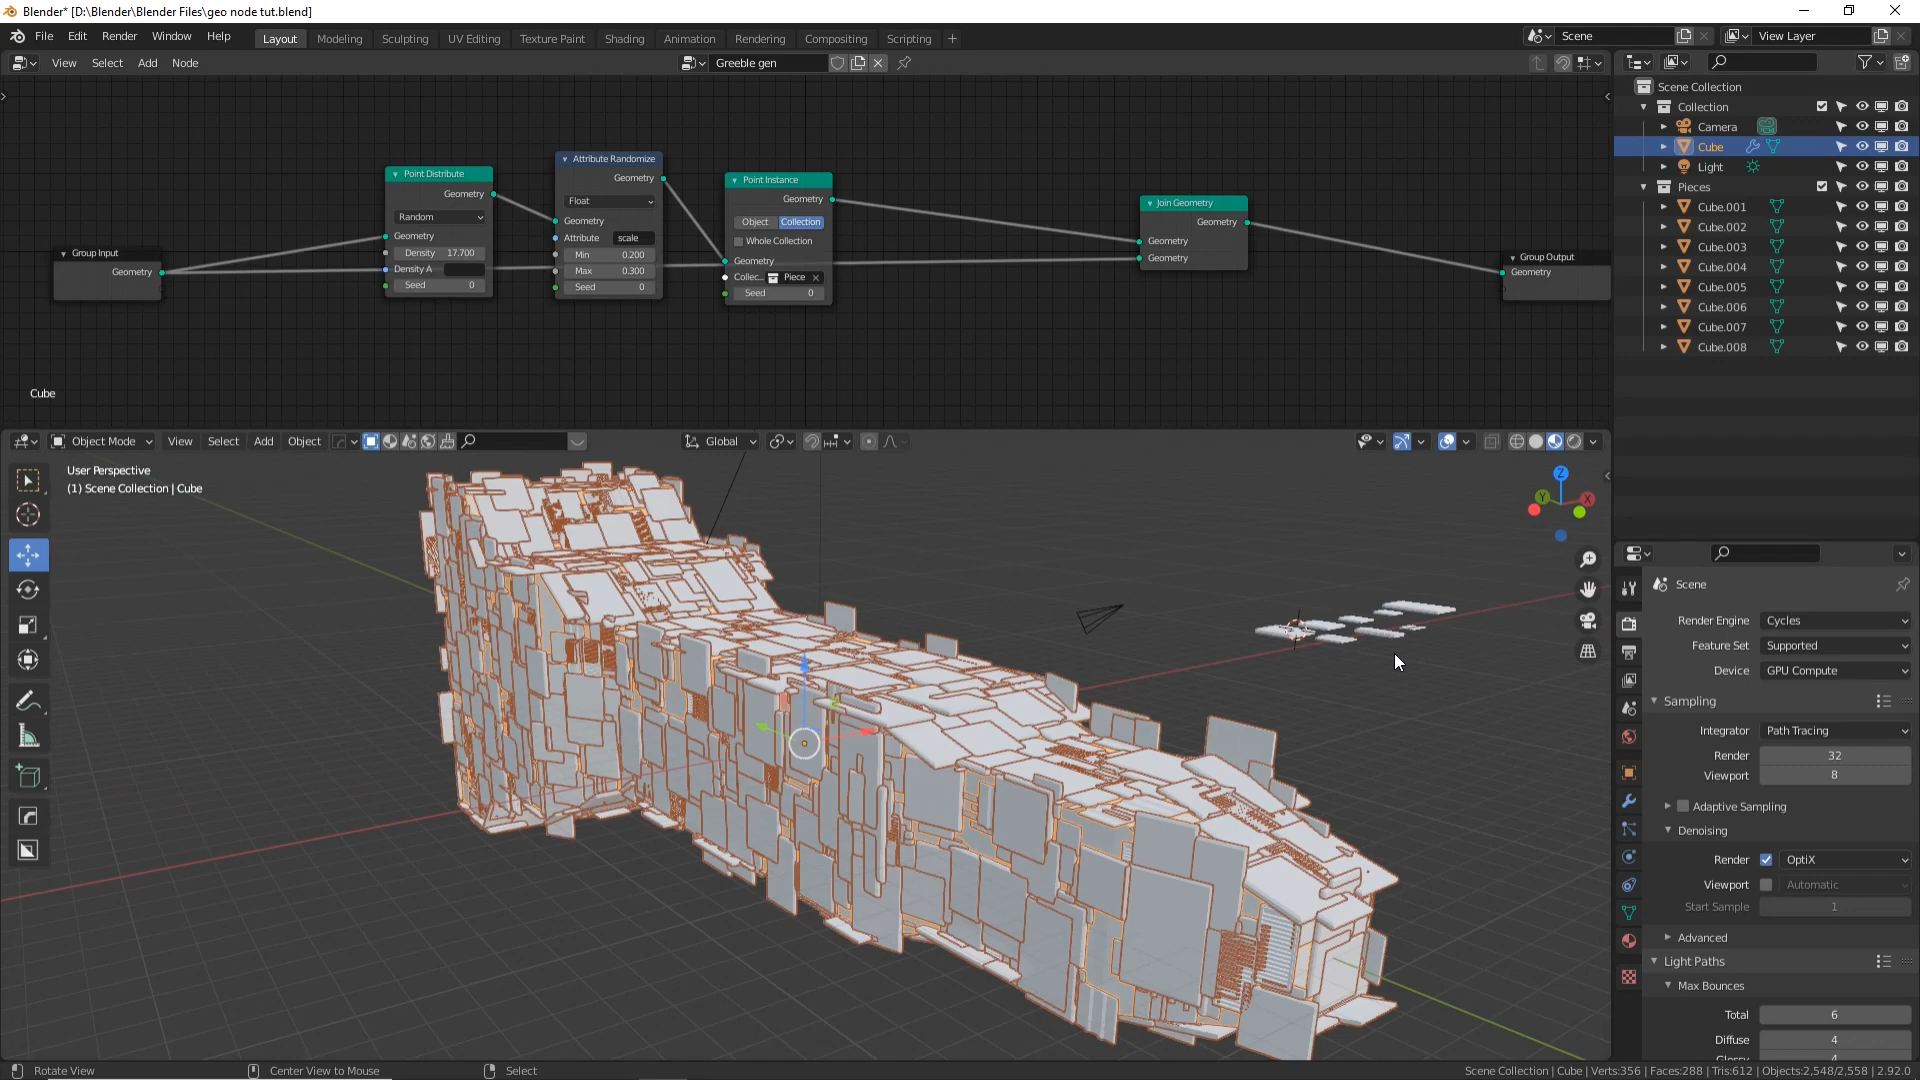 Blender* [D:\Blender\Blender Files\geo node tut.blend]
File Edit Render Window Help
Layout Modeling Sculpting UV Editing Texture Paint Shading Animation Rendering Compositing Scripting +
Scene
View Layer
View Select Add Node
Greeble gen
Group Input
Geometry
Point Distribute
Geometry
Random
Geometry
Density 17.700
Density A
Seed 0
Attribute Randomize
Geometry
Float
Geometry
Attribute scale
Min 0.200
Max 0.300
Seed 0
Point Instance
Geometry
Object Collection
Whole Collection
Geometry
Collec.. Piece
Seed 0
Join Geometry
Geometry
Geometry
Geometry
Group Output
Geometry
Cube
Scene Collection
Collection
Camera
Cube
Light
Pieces
Cube.001
Cube.002
Cube.003
Cube.004
Cube.005
Cube.006
Cube.007
Cube.008
Object Mode View Select Add Object
Global
User Perspective
(1) Scene Collection | Cube
Z
Y
X
Scene
Render Engine Cycles
Feature Set Supported
Device GPU Compute
Sampling
Integrator Path Tracing
Render 32
Viewport 8
Adaptive Sampling
Denoising
Render OptiX
Viewport Automatic
Start Sample 1
Advanced
Light Paths
Max Bounces
Total 6
Diffuse 4
Glossy 4
Rotate View Center View to Mouse Select
Scene Collection | Cube | Verts:356 | Faces:288 | Tris:612 | Objects:2,548/2,558 | 2.92.0